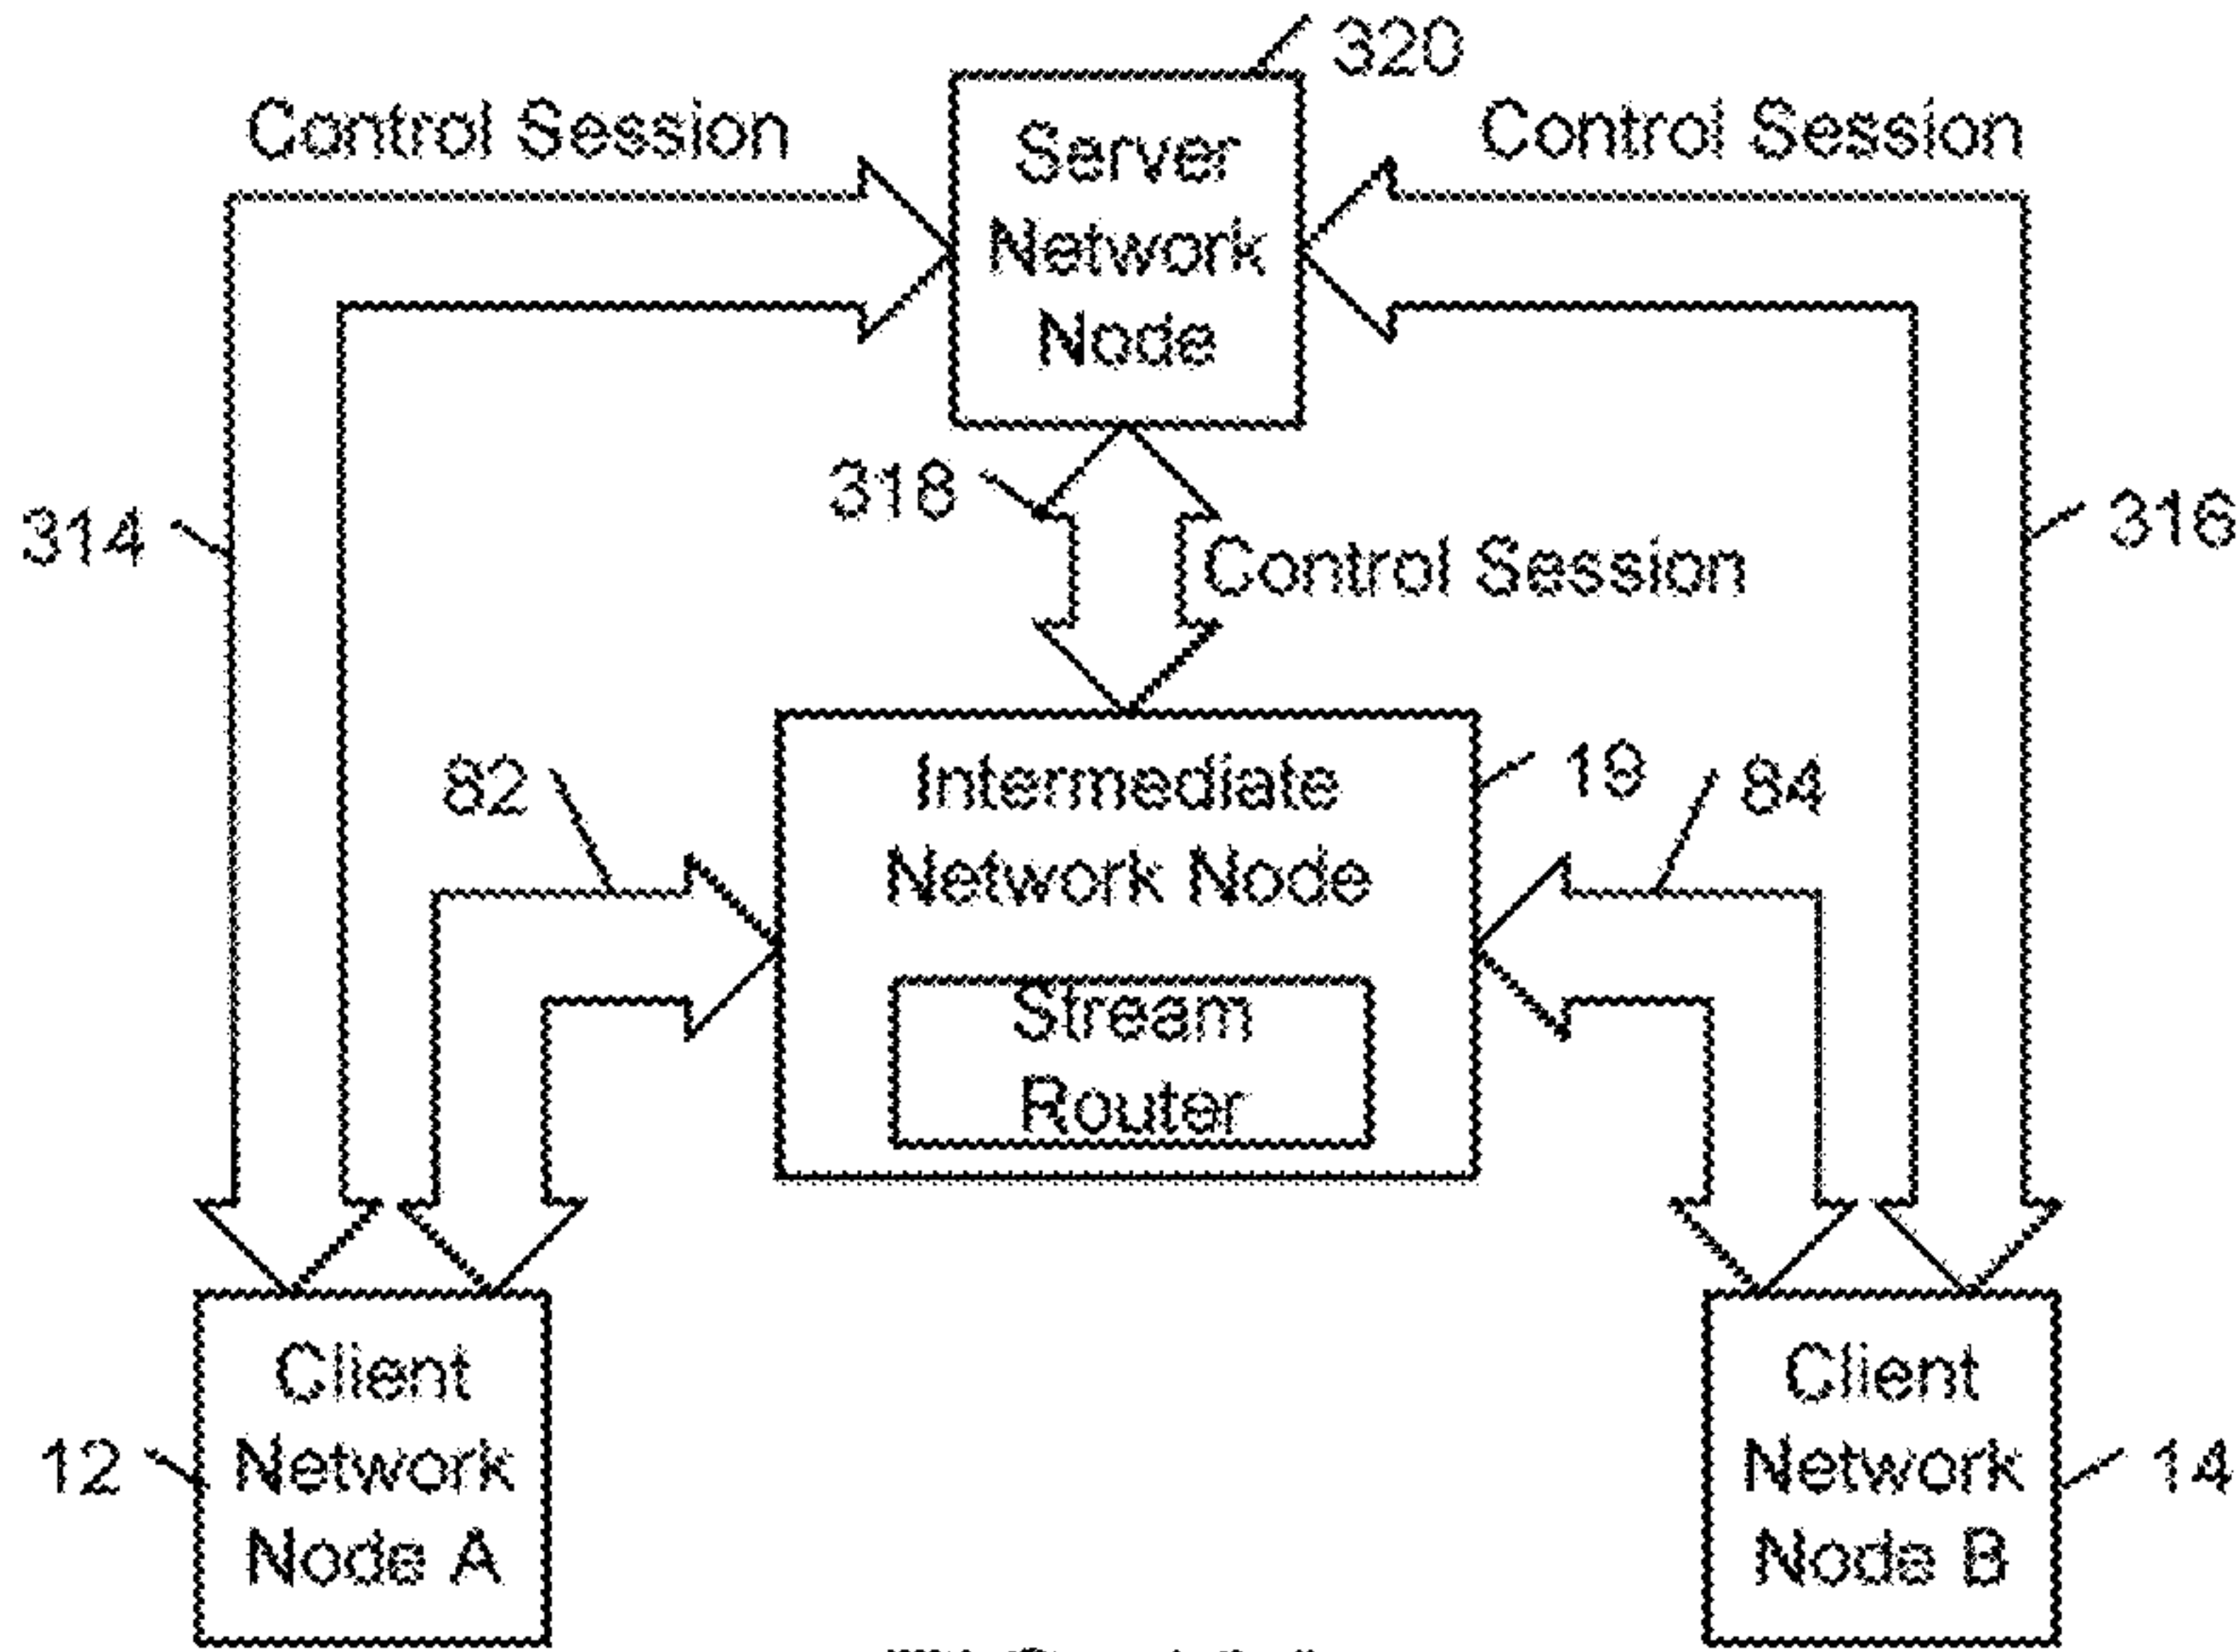 320
Control Session
Control Session
Server
Network
Node
318
314
316
Control Session
82
Intermediate
Network Node
19
84
Stream
Router
Client
Network
Node A
12
Client
Network
Node B
14